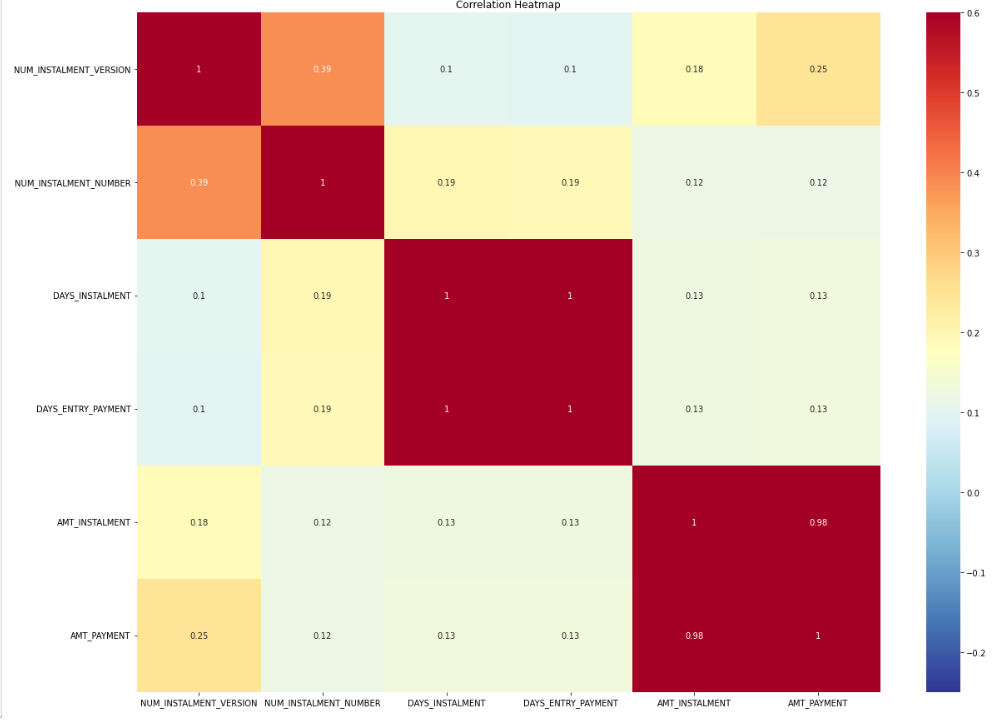 Correlation Heatmap
NUM_INSTALMENT_VERSION 1 0.39 0.1 0.1 0.18 0.25
NUM_INSTALMENT_NUMBER 0.39 1 0.19 0.19 0.12 0.12
DAYS_INSTALMENT 0.1 0.19 1 1 0.13 0.13
DAYS_ENTRY_PAYMENT 0.1 0.19 1 1 0.13 0.13
AMT_INSTALMENT 0.18 0.12 0.13 0.13 1 0.98
AMT_PAYMENT 0.25 0.12 0.13 0.13 0.98 1
NUM_INSTALMENT_VERSION NUM_INSTALMENT_NUMBER DAYS_INSTALMENT DAYS_ENTRY_PAYMENT AMT_INSTALMENT AMT_PAYMENT
0.6
0.5
0.4
0.3
0.2
0.1
0.0
−0.1
−0.2